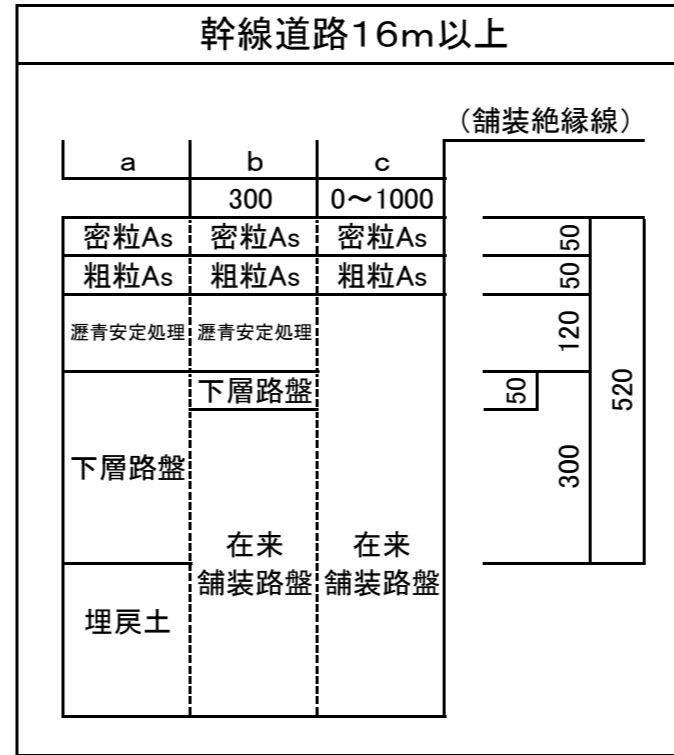 幹線道路16m以上
(舗装絶縁線)
a b c
300 0～1000
密粒As 密粒As 密粒As 50
粗粒As 粗粒As 粗粒As 50
瀝青安定処理 瀝青安定処理 120
下層路盤 50
520
下層路盤 300
在来 在来
舗装路盤 舗装路盤
埋戻土